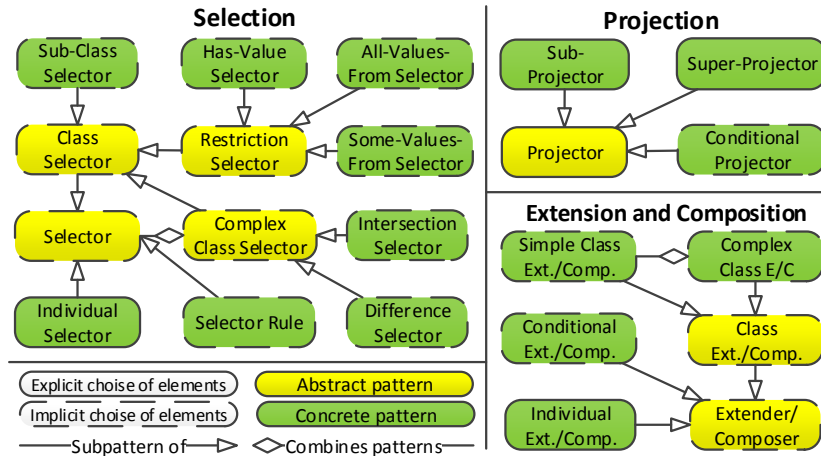 Selection
Sub-Class
Selector
Has-Value
Selector
All-Values-
From Selector
Class
Selector
Restriction
Selector
Some-Values-
From Selector
Selector
Complex
Class Selector
Intersection
Selector
Individual
Selector
Selector Rule
Difference
Selector
Explicit choise of elements
Abstract pattern
Implicit choise of elements
Concrete pattern
Subpattern of
Combines patterns
Projection
Sub-
Projector
Super-Projector
Projector
Conditional
Projector
Extension and Composition
Simple Class
Ext./Comp.
Complex
Class E/C
Conditional
Ext./Comp.
Class
Ext./Comp.
Individual
Ext./Comp.
Extender/
Composer